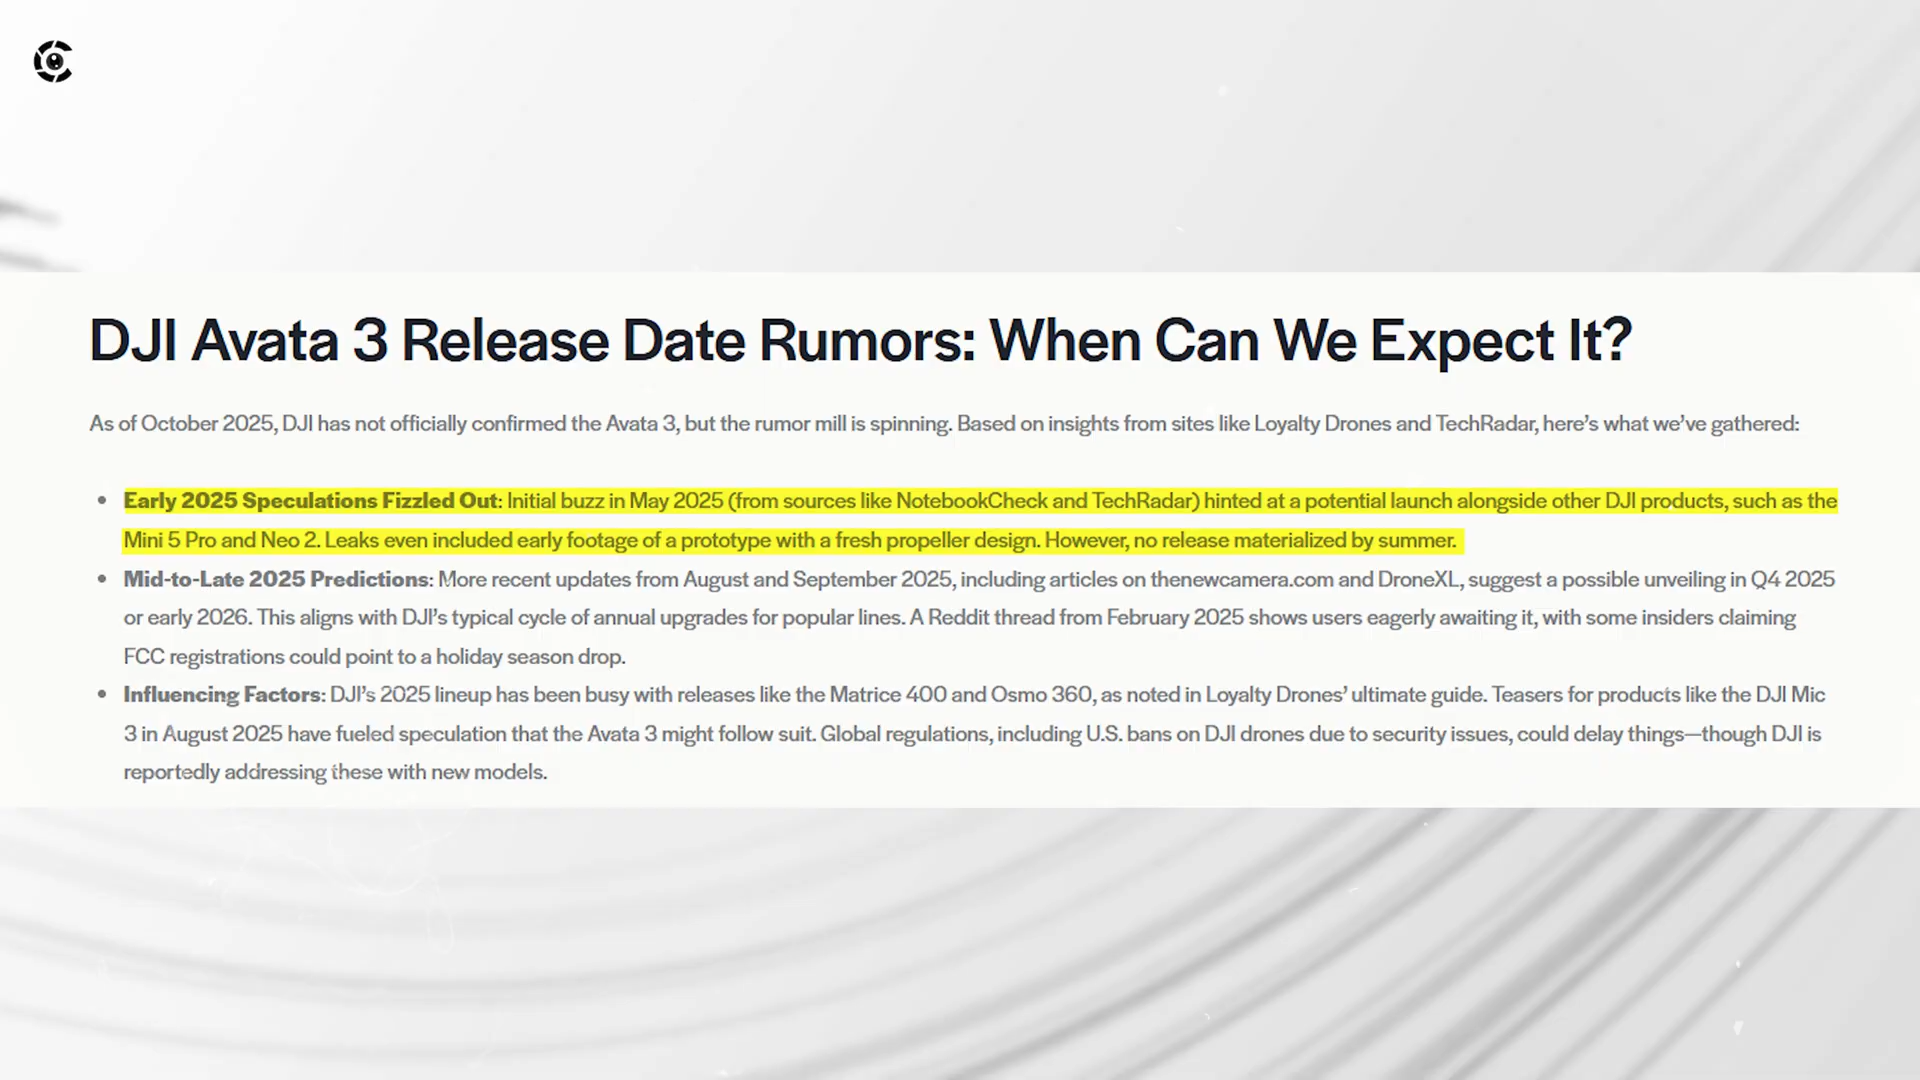 DJI Avata 3 Release Date Rumors: When Can We Expect It?
As of October 2025, DJI has not officially confirmed the Avata 3, but the rumor mill is spinning. Based on insights from sites like Loyalty Drones and TechRadar, here’s what we’ve gathered:
• Early 2025 Speculations Fizzled Out: Initial buzz in May 2025 (from sources like NotebookCheck and TechRadar) hinted at a potential launch alongside other DJI products, such as the
Mini 5 Pro and Neo 2. Leaks even included early footage of a prototype with a fresh propeller design. However, no release materialized by summer.
• Mid-to-Late 2025 Predictions: More recent updates from August and September 2025, including articles on thenewcamera.com and DroneXL, suggest a possible unveiling in Q4 2025
or early 2026. This aligns with DJI’s typical cycle of annual upgrades for popular lines. A Reddit thread from February 2025 shows users eagerly awaiting it, with some insiders claiming
FCC registrations could point to a holiday season drop.
• Influencing Factors: DJI’s 2025 lineup has been busy with releases like the Matrice 400 and Osmo 360, as noted in Loyalty Drones’ ultimate guide. Teasers for products like the DJI Mic
3 in August 2025 have fueled speculation that the Avata 3 might follow suit. Global regulations, including U.S. bans on DJI drones due to security issues, could delay things—though DJI is
reportedly addressing these with new models.